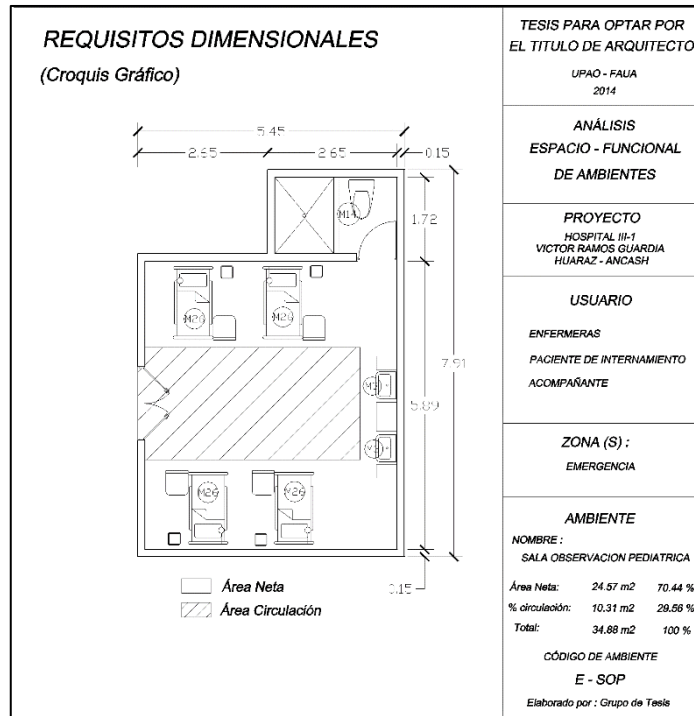 REQUISITOS DIMENSIONALES
(Croquis Gráfico)
5.45
2.65
2.65
0.15
M14
1.72
M26
M26
7.91
5.89
M26
M26
0.15
Área Neta
Área Circulación
TESIS PARA OPTAR POR
EL TITULO DE ARQUITECTO
UPAO - FAUA
2014
ANÁLISIS
ESPACIO - FUNCIONAL
DE AMBIENTES
PROYECTO
HOSPITAL III-1
VICTOR RAMOS GUARDIA
HUARAZ - ANCASH
USUARIO
ENFERMERAS
PACIENTE DE INTERNAMIENTO
ACOMPAÑANTE
ZONA (S) :
EMERGENCIA
AMBIENTE
NOMBRE :
SALA OBSERVACION PEDIATRICA
Área Neta: 24.57 m2 70.44 %
% circulación: 10.31 m2 29.56 %
Total: 34.88 m2 100 %
CÓDIGO DE AMBIENTE
E - SOP
Elaborado por : Grupo de Tesis